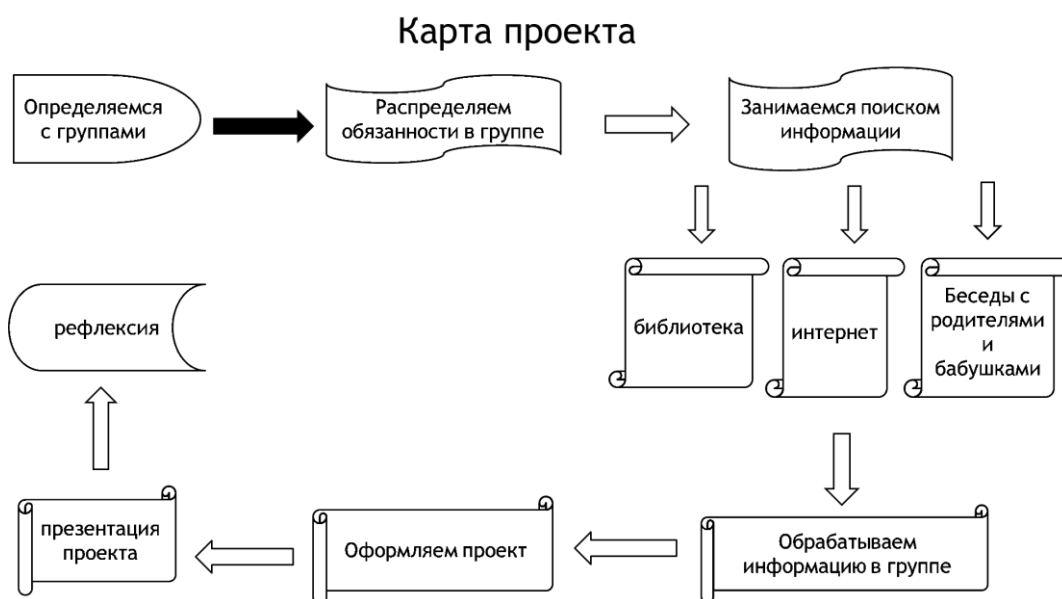 Карта проекта
Определяемся
с группами
Распределяем
обязанности в группе
Занимаемся поиском
информации
библиотека
интернет
Беседы с
родителями
и
бабушками
рефлексия
презентация
проекта
Оформляем проект
Обрабатываем
информацию в группе